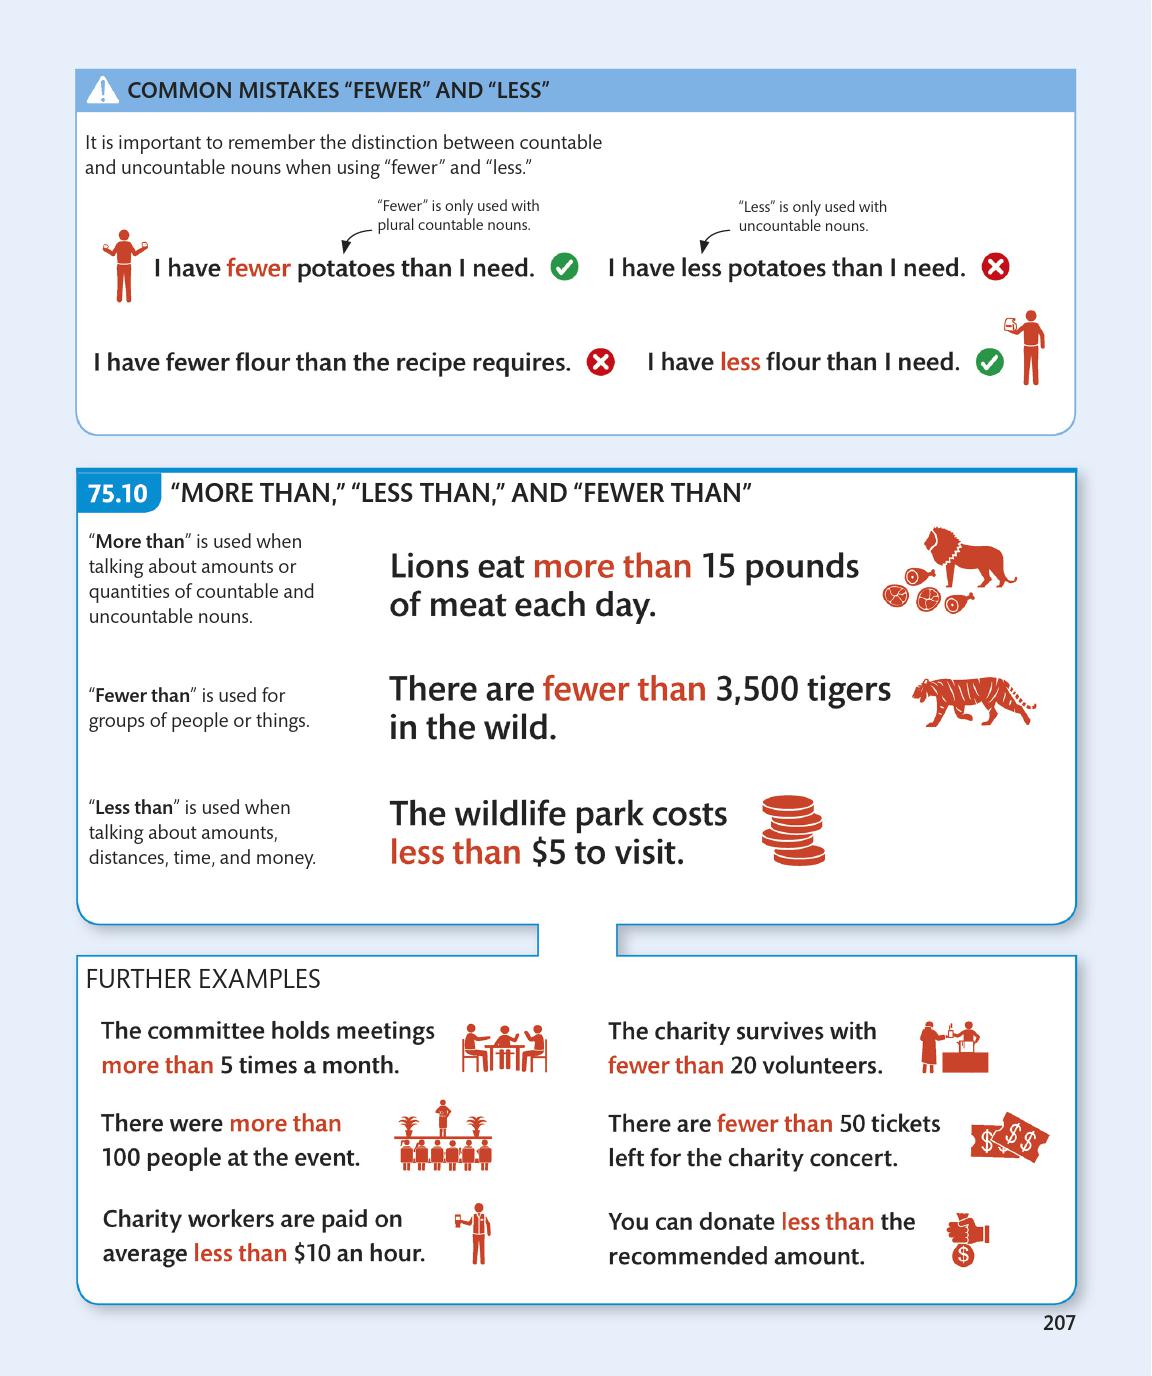 COMMON MISTAKES “FEWER” AND “LESS”
It is important to remember the distinction between countable
and uncountable nouns when using “fewer” and “less.”
“Fewer” is only used with
plural countable nouns.
“Less” is only used with
uncountable nouns.
I have fewer potatoes than I need.
I have less potatoes than I need.
I have fewer flour than the recipe requires.
I have less flour than I need.
75.10 “MORE THAN,” “LESS THAN,” AND “FEWER THAN”
“More than” is used when
talking about amounts or
quantities of countable and
uncountable nouns.
Lions eat more than 15 pounds
of meat each day.
“Fewer than” is used for
groups of people or things.
There are fewer than 3,500 tigers
in the wild.
“Less than” is used when
talking about amounts,
distances, time, and money.
The wildlife park costs
less than $5 to visit.
FURTHER EXAMPLES
The committee holds meetings
more than 5 times a month.
The charity survives with
fewer than 20 volunteers.
There were more than
100 people at the event.
There are fewer than 50 tickets
left for the charity concert.
$ $ $ $
Charity workers are paid on
average less than $10 an hour.
You can donate less than the
recommended amount.
$
207